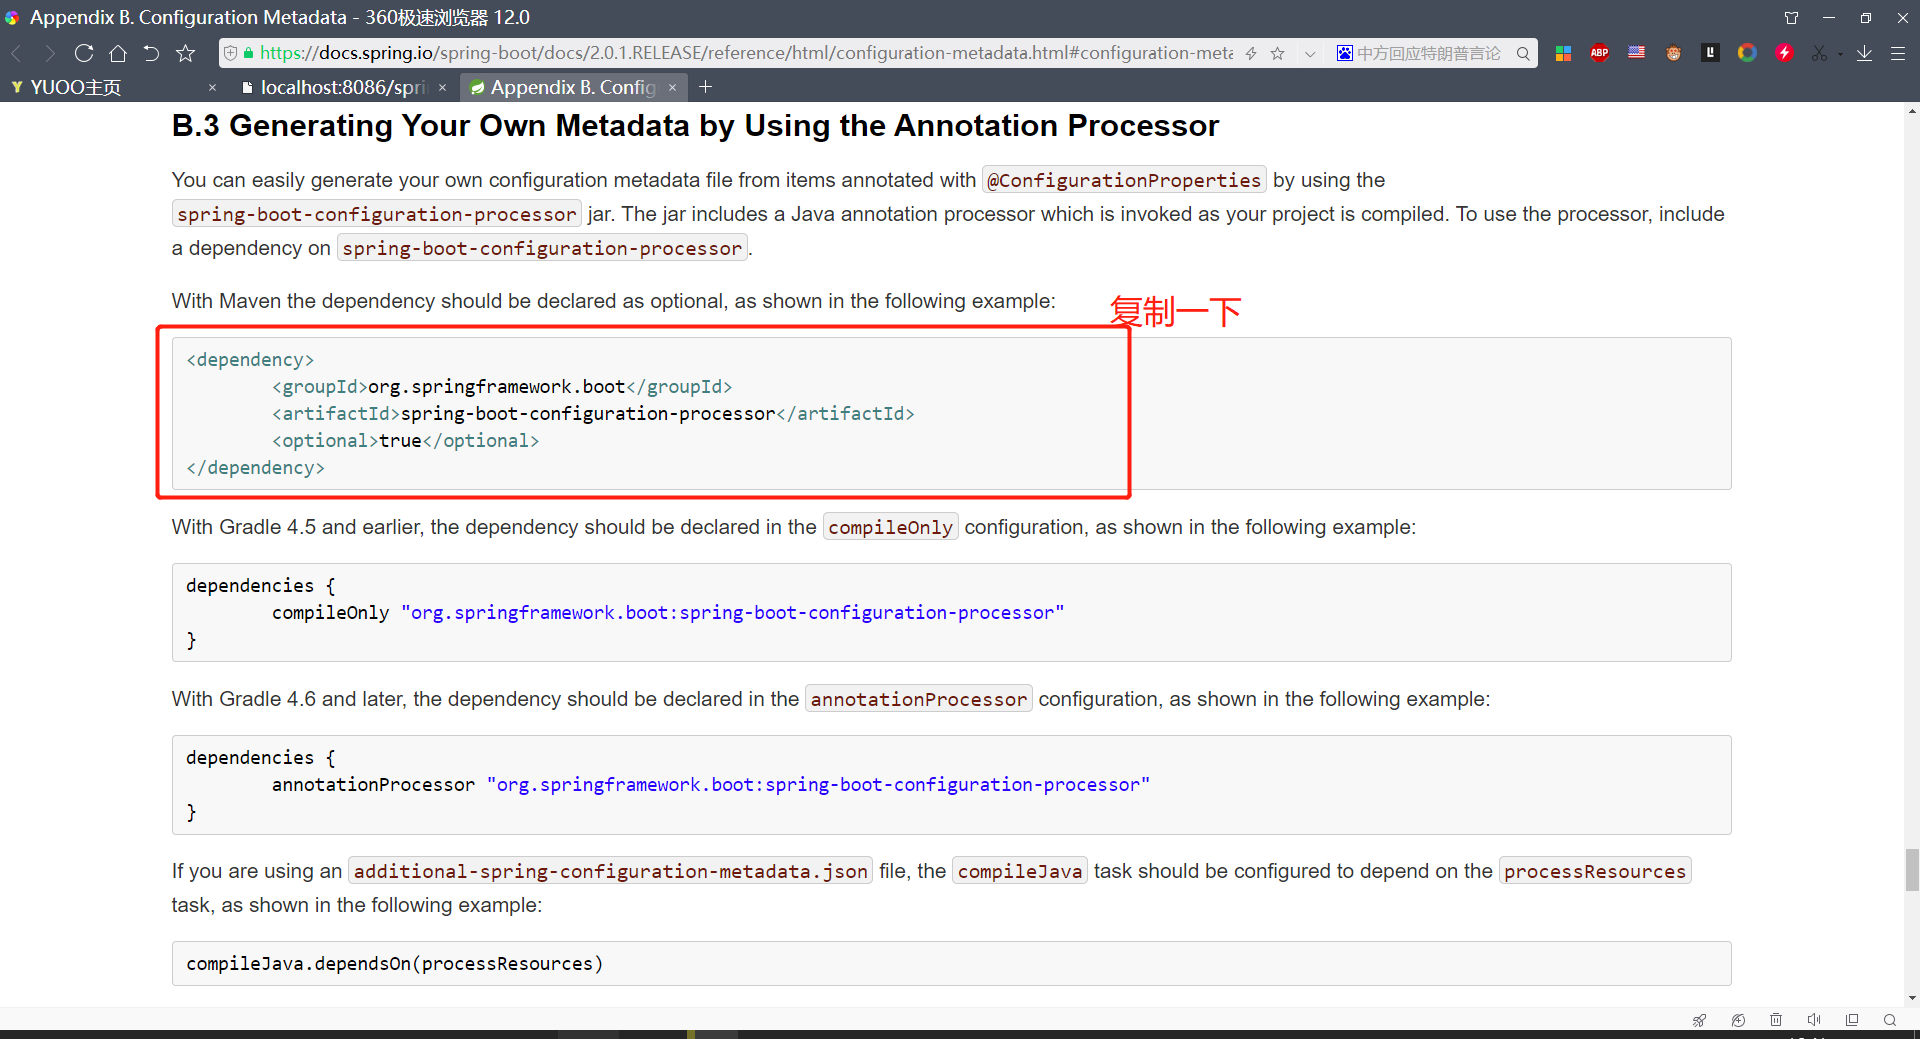 Appendix B. Configuration Metadata - 360极速浏览器 12.0
https://docs.spring.io/spring-boot/docs/2.0.1.RELEASE/reference/html/configuration-metadata.html#configuration-meta
中方回应特朗普言论
ABP
YUOO主页
localhost:8086/spri
Appendix B. Config
B.3 Generating Your Own Metadata by Using the Annotation Processor
You can easily generate your own configuration metadata file from items annotated with @ConfigurationProperties by using the
spring-boot-configuration-processor jar. The jar includes a Java annotation processor which is invoked as your project is compiled. To use the processor, include
a dependency on spring-boot-configuration-processor.
With Maven the dependency should be declared as optional, as shown in the following example:
复制一下
<dependency>
<groupId>org.springframework.boot</groupId>
<artifactId>spring-boot-configuration-processor</artifactId>
<optional>true</optional>
</dependency>
With Gradle 4.5 and earlier, the dependency should be declared in the compileOnly configuration, as shown in the following example:
dependencies {
compileOnly "org.springframework.boot:spring-boot-configuration-processor"
}
With Gradle 4.6 and later, the dependency should be declared in the annotationProcessor configuration, as shown in the following example:
dependencies {
annotationProcessor "org.springframework.boot:spring-boot-configuration-processor"
}
If you are using an additional-spring-configuration-metadata.json file, the compileJava task should be configured to depend on the processResources
task, as shown in the following example:
compileJava.dependsOn(processResources)